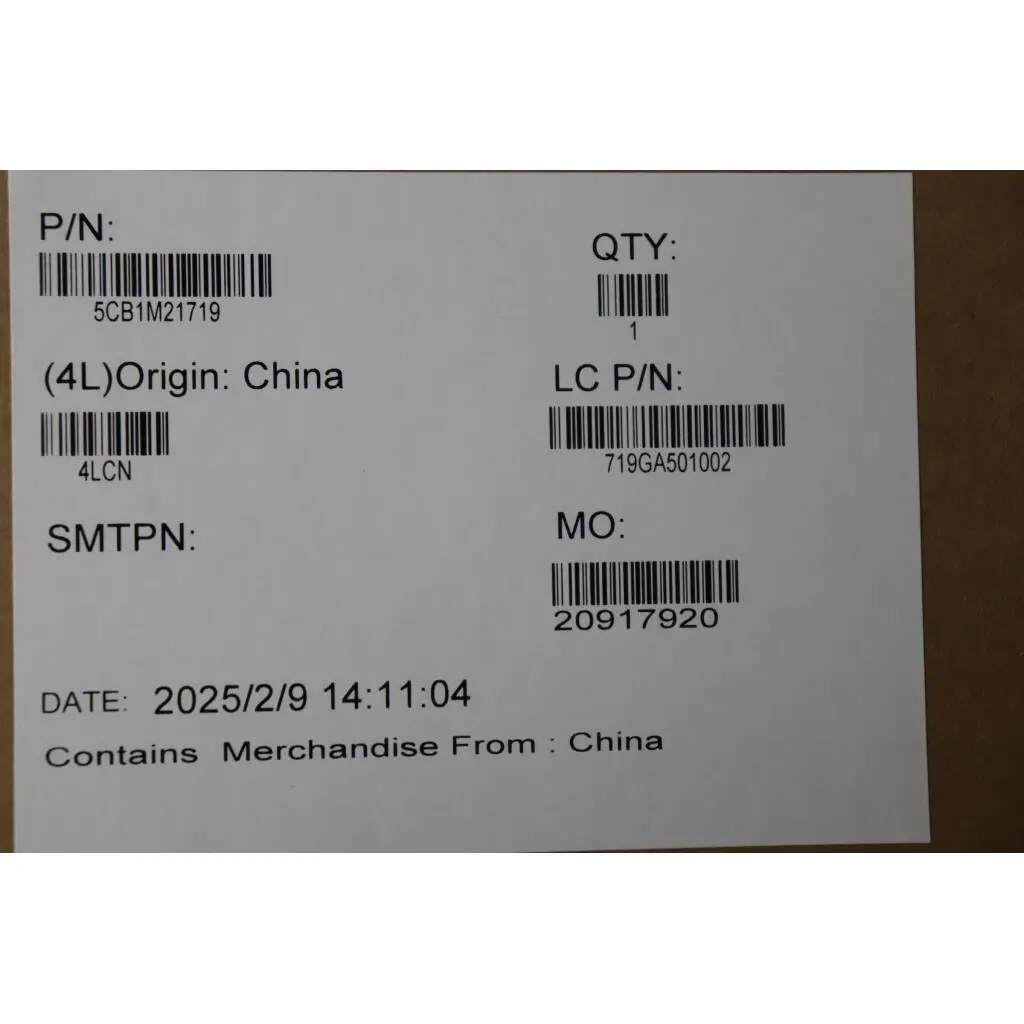 P/N:
5CB1M21719
QTY:
1
(4L)Origin: China
4LCN
LC P/N:
719GA501002
SMTPN:
MO:
20917920
DATE: 2025/2/9 14:11:04
Contains Merchandise From : China